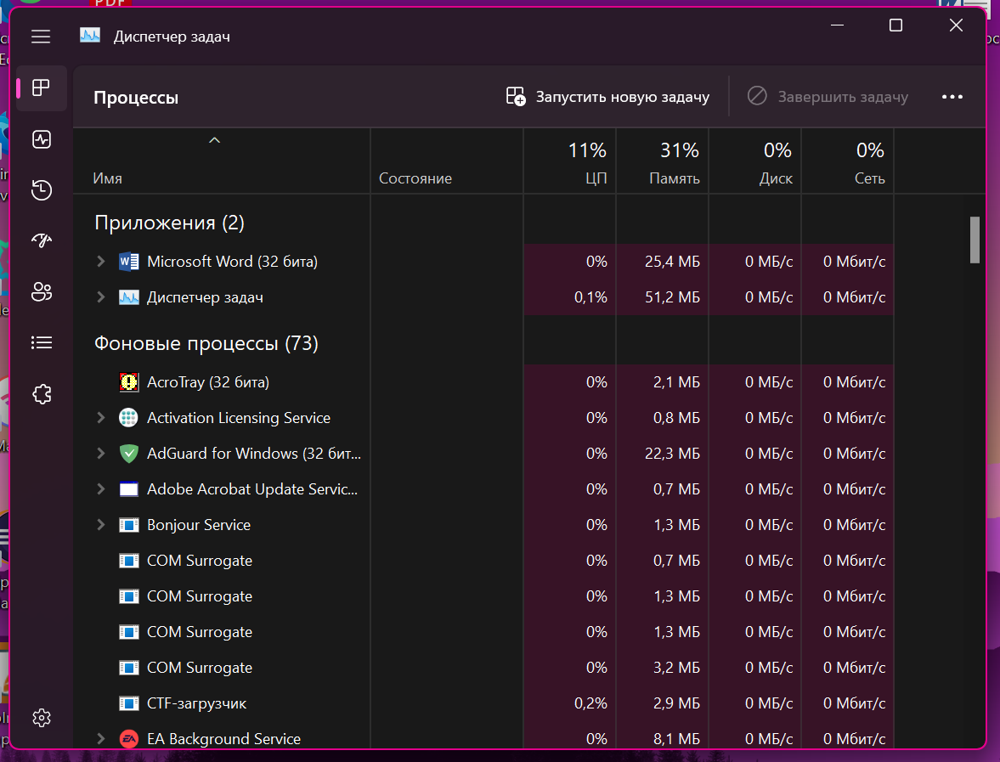 PDF
Диспетчер задач
Процессы
Запустить новую задачу
Завершить задачу
11% 31% 0% 0%
Имя Состояние ЦП Память Диск Сеть
Приложения (2)
Microsoft Word (32 бита) 0% 25,4 МБ 0 МБ/с 0 Мбит/с
Диспетчер задач 0,1% 51,2 МБ 0 МБ/с 0 Мбит/с
Фоновые процессы (73)
AcroTray (32 бита) 0% 2,1 МБ 0 МБ/с 0 Мбит/с
Activation Licensing Service 0% 0,8 МБ 0 МБ/с 0 Мбит/с
AdGuard for Windows (32 бит... 0% 22,3 МБ 0 МБ/с 0 Мбит/с
Adobe Acrobat Update Servic... 0% 0,7 МБ 0 МБ/с 0 Мбит/с
Bonjour Service 0% 1,3 МБ 0 МБ/с 0 Мбит/с
COM Surrogate 0% 0,7 МБ 0 МБ/с 0 Мбит/с
COM Surrogate 0% 1,3 МБ 0 МБ/с 0 Мбит/с
COM Surrogate 0% 1,3 МБ 0 МБ/с 0 Мбит/с
COM Surrogate 0% 3,2 МБ 0 МБ/с 0 Мбит/с
CTF-загрузчик 0,2% 2,9 МБ 0 МБ/с 0 Мбит/с
EA Background Service 0% 8,1 МБ 0 МБ/с 0 Мбит/с